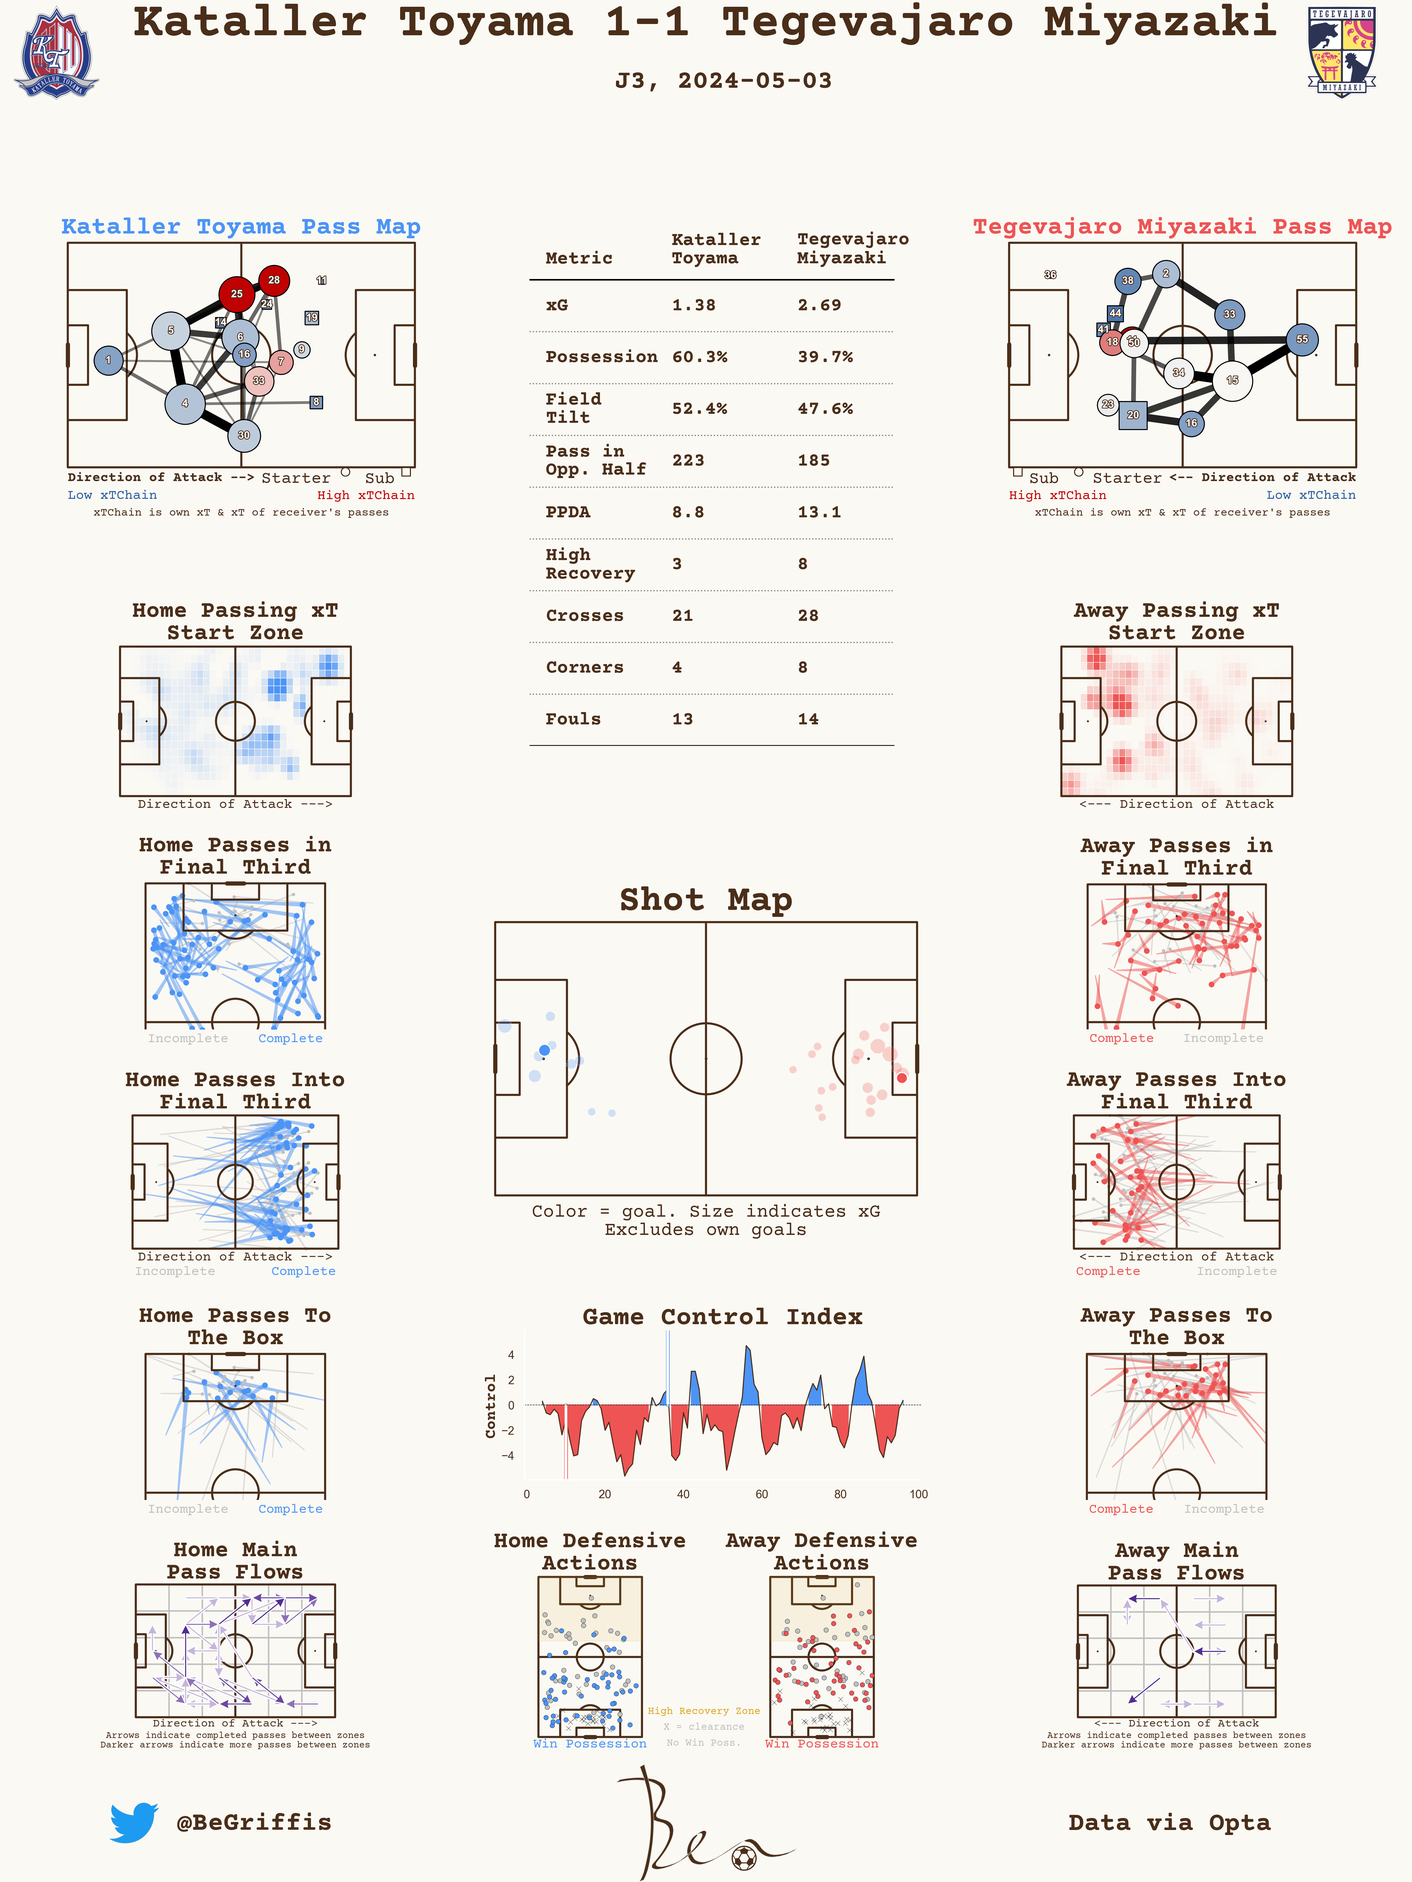 Kataller Toyama 1-1 Tegevajaro Miyazaki
J3, 2024-05-03
KATALLER TOYAMA
TEGEVAJARO
MIYAZAKI
Kataller Toyama Pass Map
1
5
4
25
28
6
16
30
33
7
9
14
24
19
8
11
Direction of Attack --> Starter Sub
Low xTChain High xTChain
xTChain is own xT & xT of receiver's passes
Metric Kataller Toyama Tegevajaro Miyazaki
xG 1.38 2.69
Possession 60.3% 39.7%
Field Tilt 52.4% 47.6%
Pass in Opp. Half 223 185
PPDA 8.8 13.1
High Recovery 3 8
Crosses 21 28
Corners 4 8
Fouls 13 14
Tegevajaro Miyazaki Pass Map
36
38
2
44
41
18
50
33
55
34
15
23
20
16
Sub Starter <-- Direction of Attack
High xTChain Low xTChain
xTChain is own xT & xT of receiver's passes
Home Passing xT
Start Zone
Direction of Attack --->
Away Passing xT
Start Zone
<--- Direction of Attack
Home Passes in
Final Third
Incomplete Complete
Away Passes in
Final Third
Complete Incomplete
Shot Map
Color = goal. Size indicates xG
Excludes own goals
Home Passes Into
Final Third
Direction of Attack --->
Incomplete Complete
Away Passes Into
Final Third
<--- Direction of Attack
Complete Incomplete
Home Passes To
The Box
Incomplete Complete
Game Control Index
Control
4
2
0
−2
−4
0 20 40 60 80 100
Away Passes To
The Box
Complete Incomplete
Home Main
Pass Flows
Direction of Attack --->
Arrows indicate completed passes between zones
Darker arrows indicate more passes between zones
Home Defensive
Actions
Win Possession
High Recovery Zone
X = clearance
No Win Poss.
Away Defensive
Actions
Win Possession
Away Main
Pass Flows
<--- Direction of Attack
Arrows indicate completed passes between zones
Darker arrows indicate more passes between zones
@BeGriffis
Ben
Data via Opta